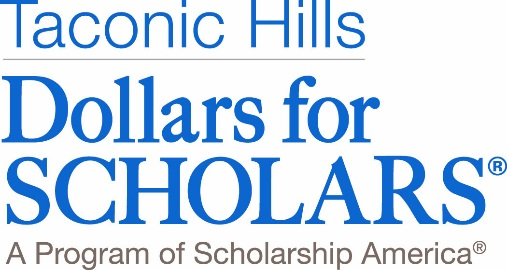 Taconic Hills
Dollars for
SCHOLARS®
A Program of Scholarship America®